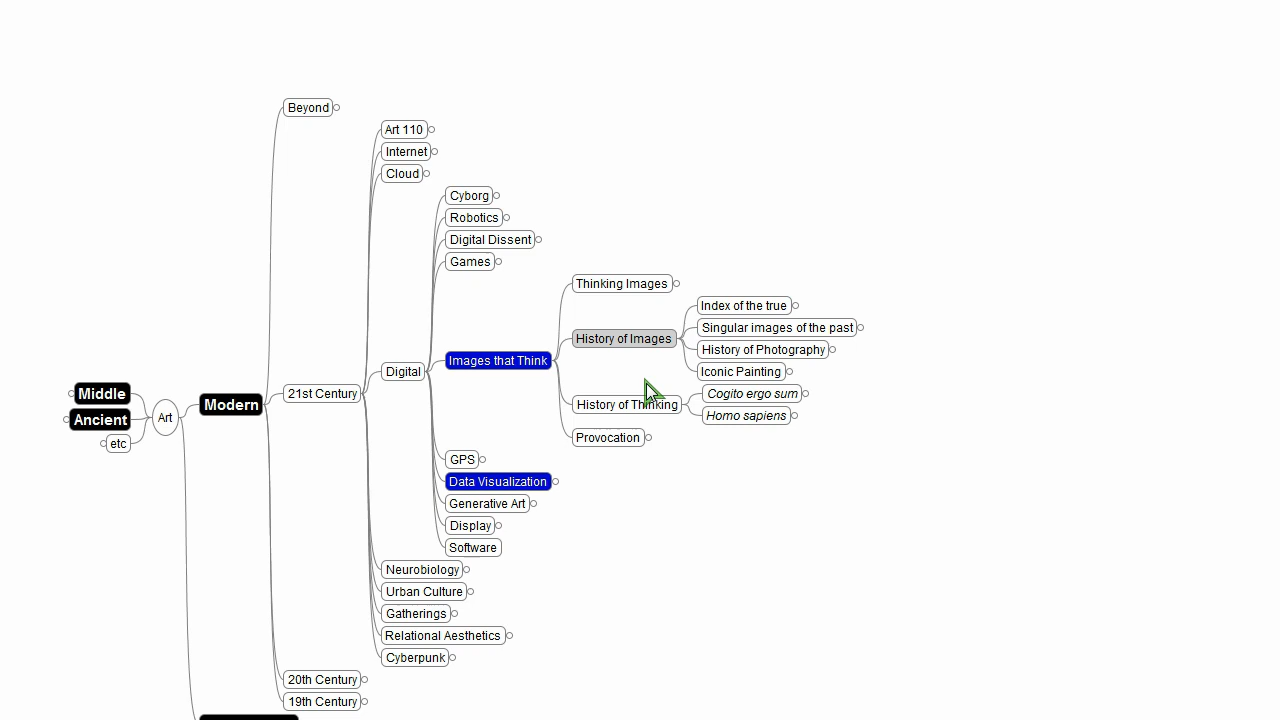 Beyond
Art 110
Internet
Cloud
Cyborg
Robotics
Digital Dissent
Games
Thinking Images
Index of the true
Singular images of the past
History of Images
History of Photography
Images that Think
Iconic Painting
Digital
21st Century
Middle
Cogito ergo sum
Modern
History of Thinking
Homo sapiens
Ancient
Art
etc
Provocation
GPS
Data Visualization
Generative Art
Display
Software
Neurobiology
Urban Culture
Gatherings
Relational Aesthetics
Cyberpunk
20th Century
19th Century